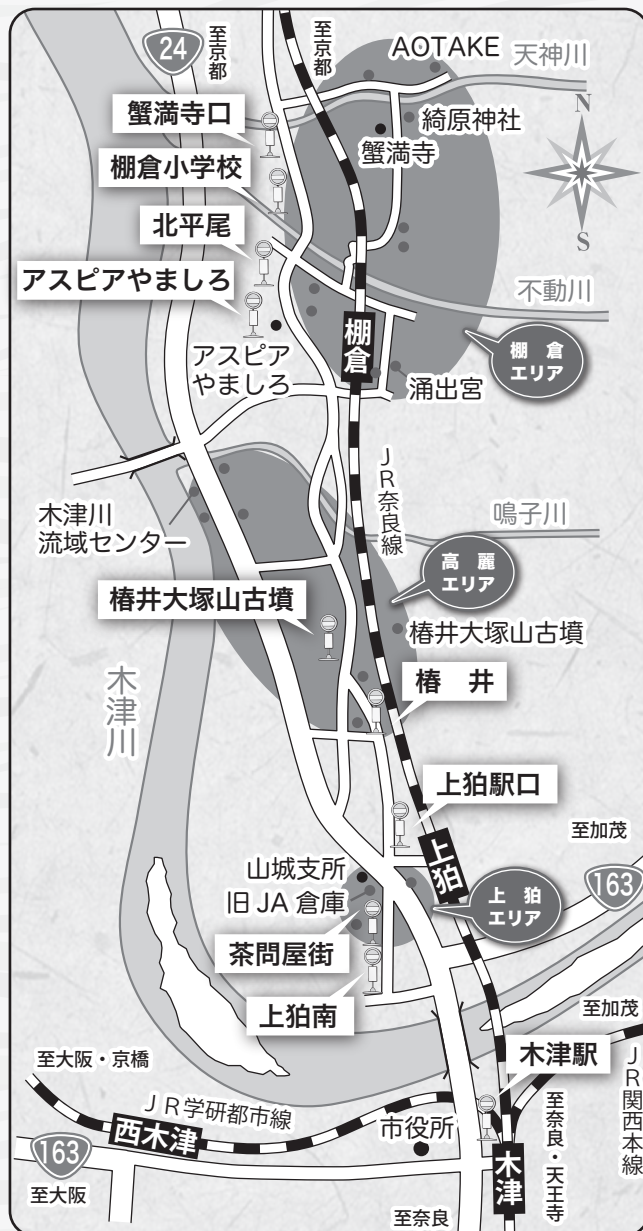 24
至京都
至京都
AOTAKE
天神川
蟹満寺口
綺原神社
N
蟹満寺
棚倉小学校
北平尾
S
アスピアやましろ
不動川
棚倉
棚倉
エリア
アスピア
やましろ
涌出宮
JR奈良線
木津川
流域センター
鳴子川
高麗
エリア
椿井大塚山古墳
椿井大塚山古墳
木津川
椿 井
上狛駅口
至加茂
上狛
163
山城支所
旧JA倉庫
上狛
エリア
茶問屋街
上狛南
至加茂
木津駅
至大阪・京橋
JR学研都市線
JR関西本線
西木津
市役所
至奈良・天王寺
163
木津
至大阪
至奈良